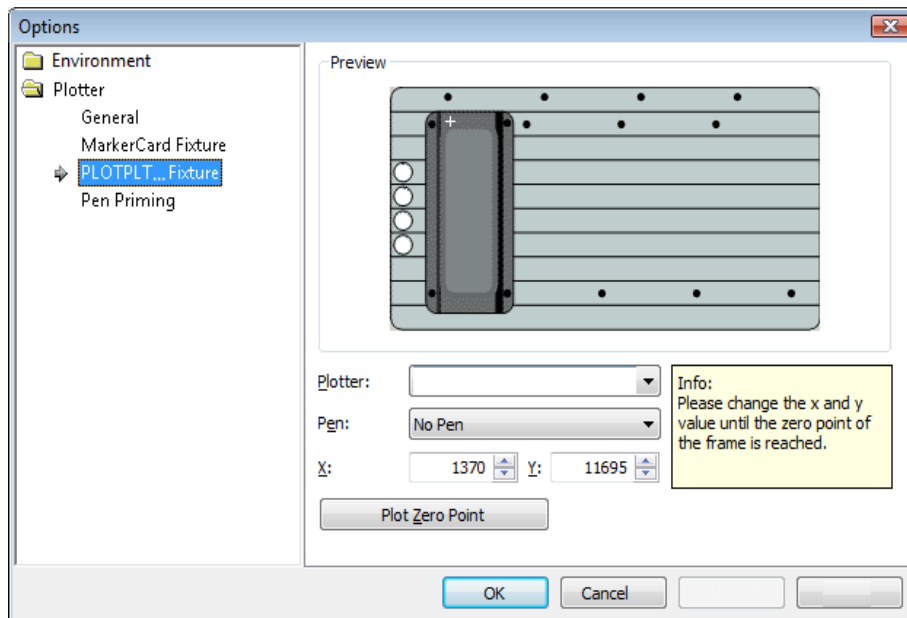 Options
Environment
Plotter
General
MarkerCard Fixture
PLOTPLT... Fixture
Pen Priming
Preview
Plotter:
Pen: No Pen
X: 1370 Y: 11695
Plot Zero Point
Info:
Please change the x and y
value until the zero point of
the frame is reached.
OK Cancel